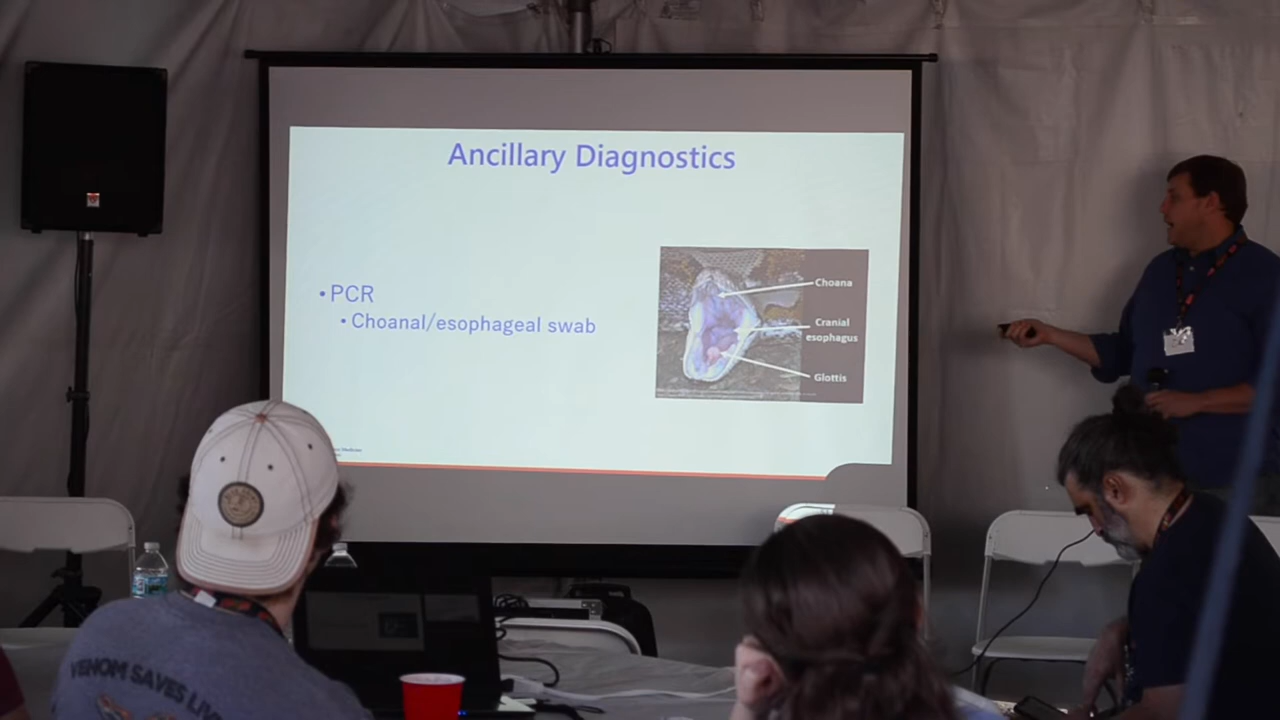 Ancillary Diagnostics
• PCR
• Choanal/esophageal swab
Choana
Cranial
esophagus
Glottis
VENOM SAVES LIV